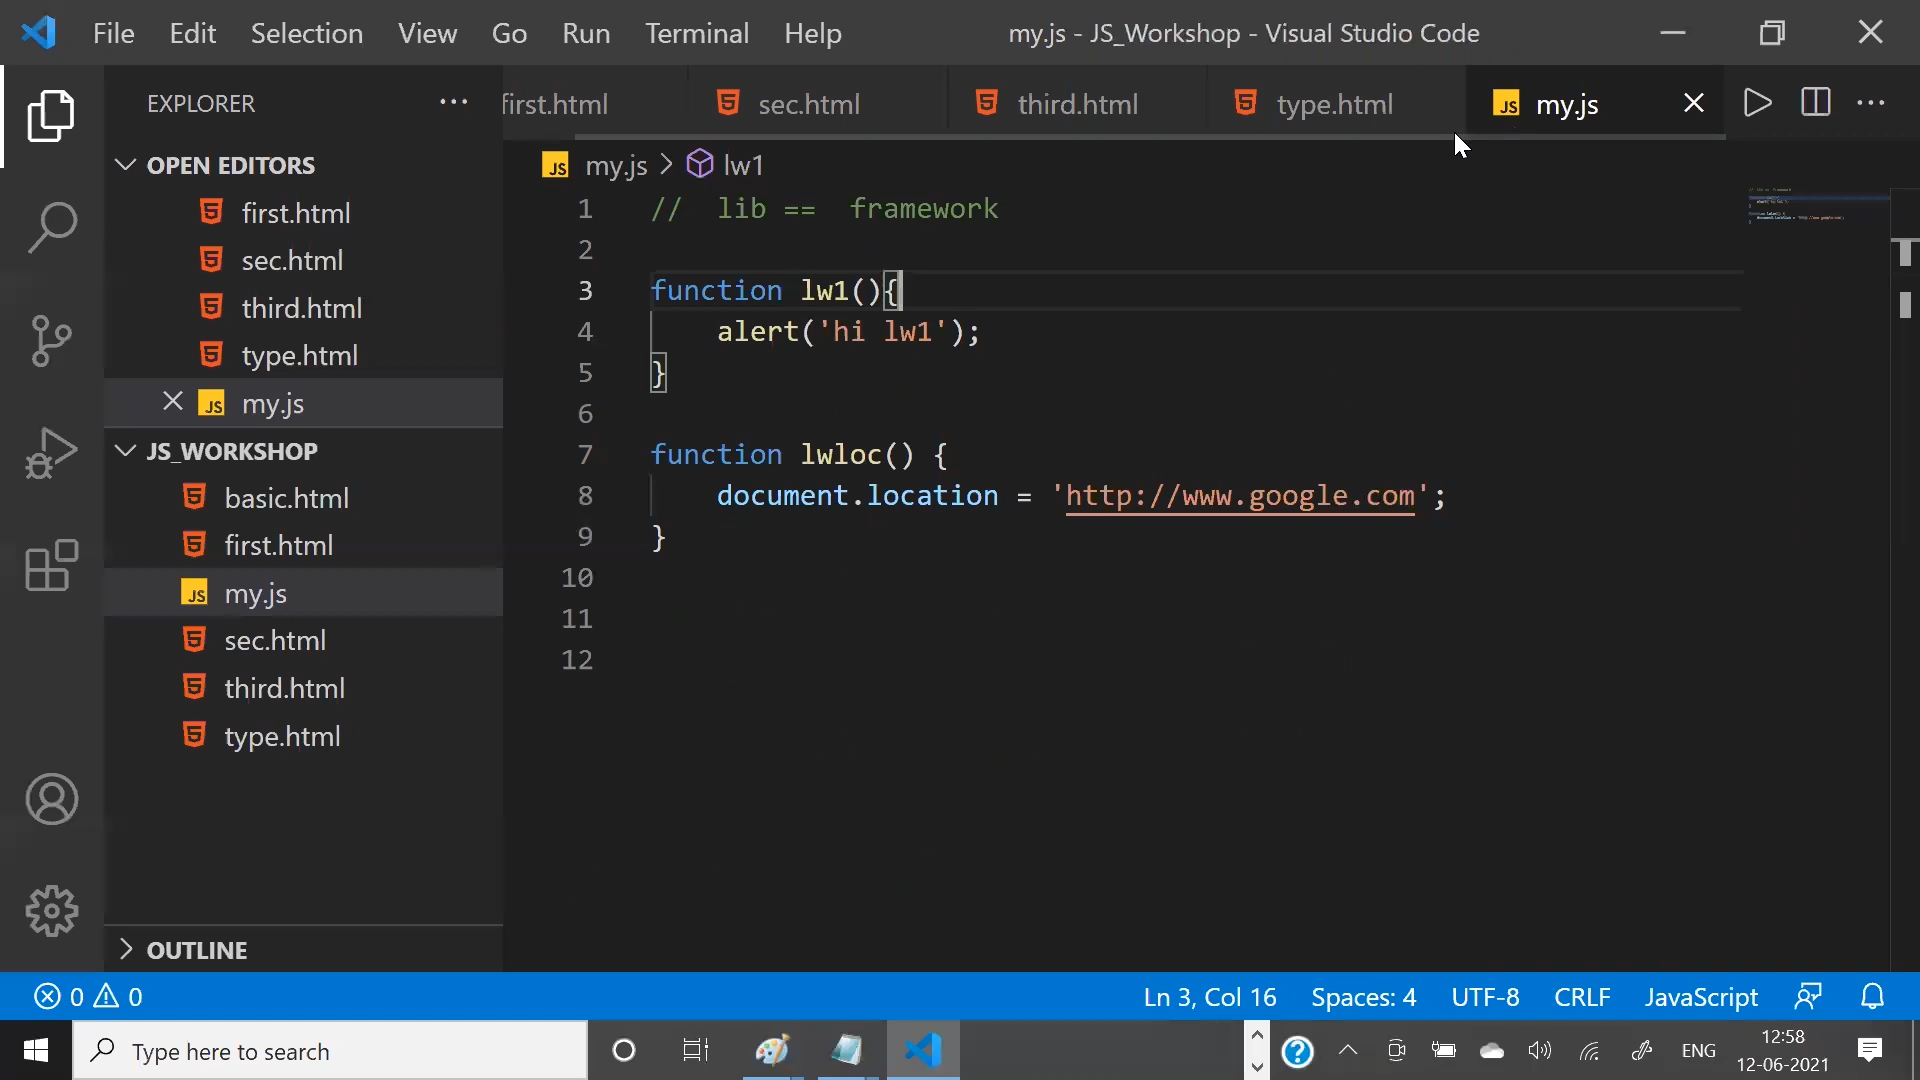 File Edit Selection View Go Run Terminal Help my.js - JS_Workshop - Visual Studio Code
EXPLORER
first.html sec.html third.html type.html my.js
OPEN EDITORS
first.html
sec.html
third.html
type.html
my.js
JS_WORKSHOP
basic.html
first.html
my.js
sec.html
third.html
type.html
OUTLINE
my.js > lw1
1 // lib == framework
2
3 function lw1(){
4 alert('hi lw1');
5 }
6
7 function lwloc() {
8 document.location = 'http://www.google.com';
9 }
10
11
12
0 0 Ln 3, Col 16 Spaces: 4 UTF-8 CRLF JavaScript
Type here to search ENG 12:58
12-06-2021